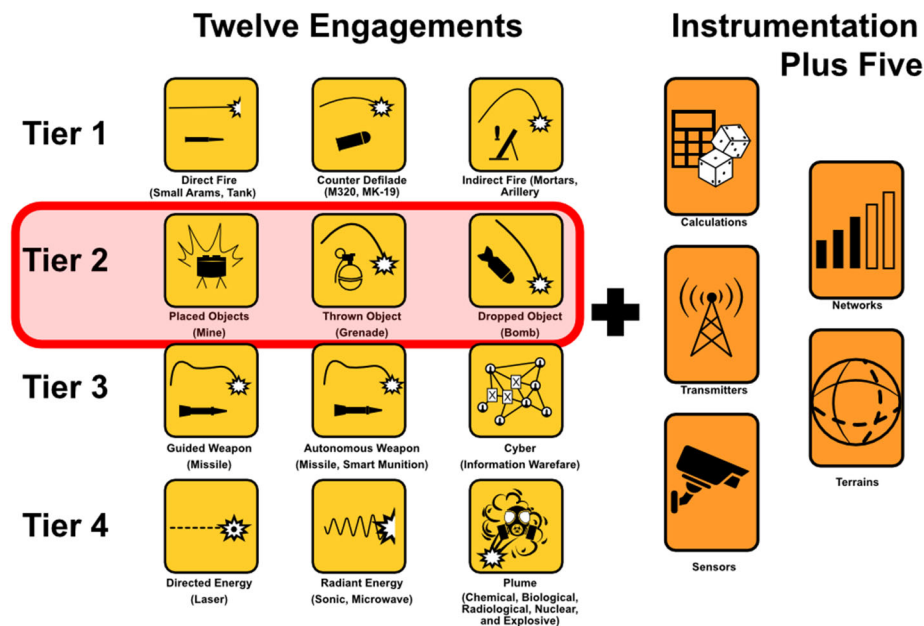 Twelve Engagements
Instrumentation
Plus Five
Tier 1
Direct Fire
(Small Arams, Tank)
Counter Defilade
(M320, MK-19)
Indirect Fire (Mortars,
Arillery
Tier 2
Placed Objects
(Mine)
Thrown Object
(Grenade)
Dropped Object
(Bomb)
Tier 3
Guided Weapon
(Missile)
Autonomous Weapon
(Missile, Smart Munition)
Cyber
(Information Warefare)
Tier 4
Directed Energy
(Laser)
Radiant Energy
(Sonic, Microwave)
Plume
(Chemical, Biological,
Radiological, Nuclear,
and Explosive)
Calculations
Transmitters
Sensors
Networks
Terrains